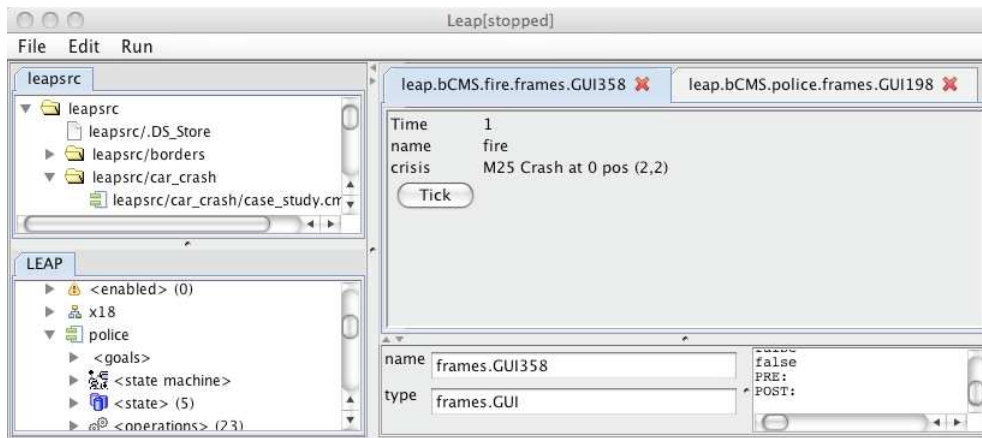 Leap[stopped]
File Edit Run
leapsrc
leapsrc
leapsrc/.DS_Store
leapsrc/borders
leapsrc/car_crash
leapsrc/car_crash/case_study.cm
LEAP
<enabled> (0)
x18
police
<goals>
<state machine>
<state> (5)
<operations> (23)
leap.bCMS.fire.frames.GUI358 leap.bCMS.police.frames.GUI198
Time 1
name fire
crisis M25 Crash at 0 pos (2,2)
Tick
name frames.GUI358
type frames.GUI
false
false
PRE:
POST: